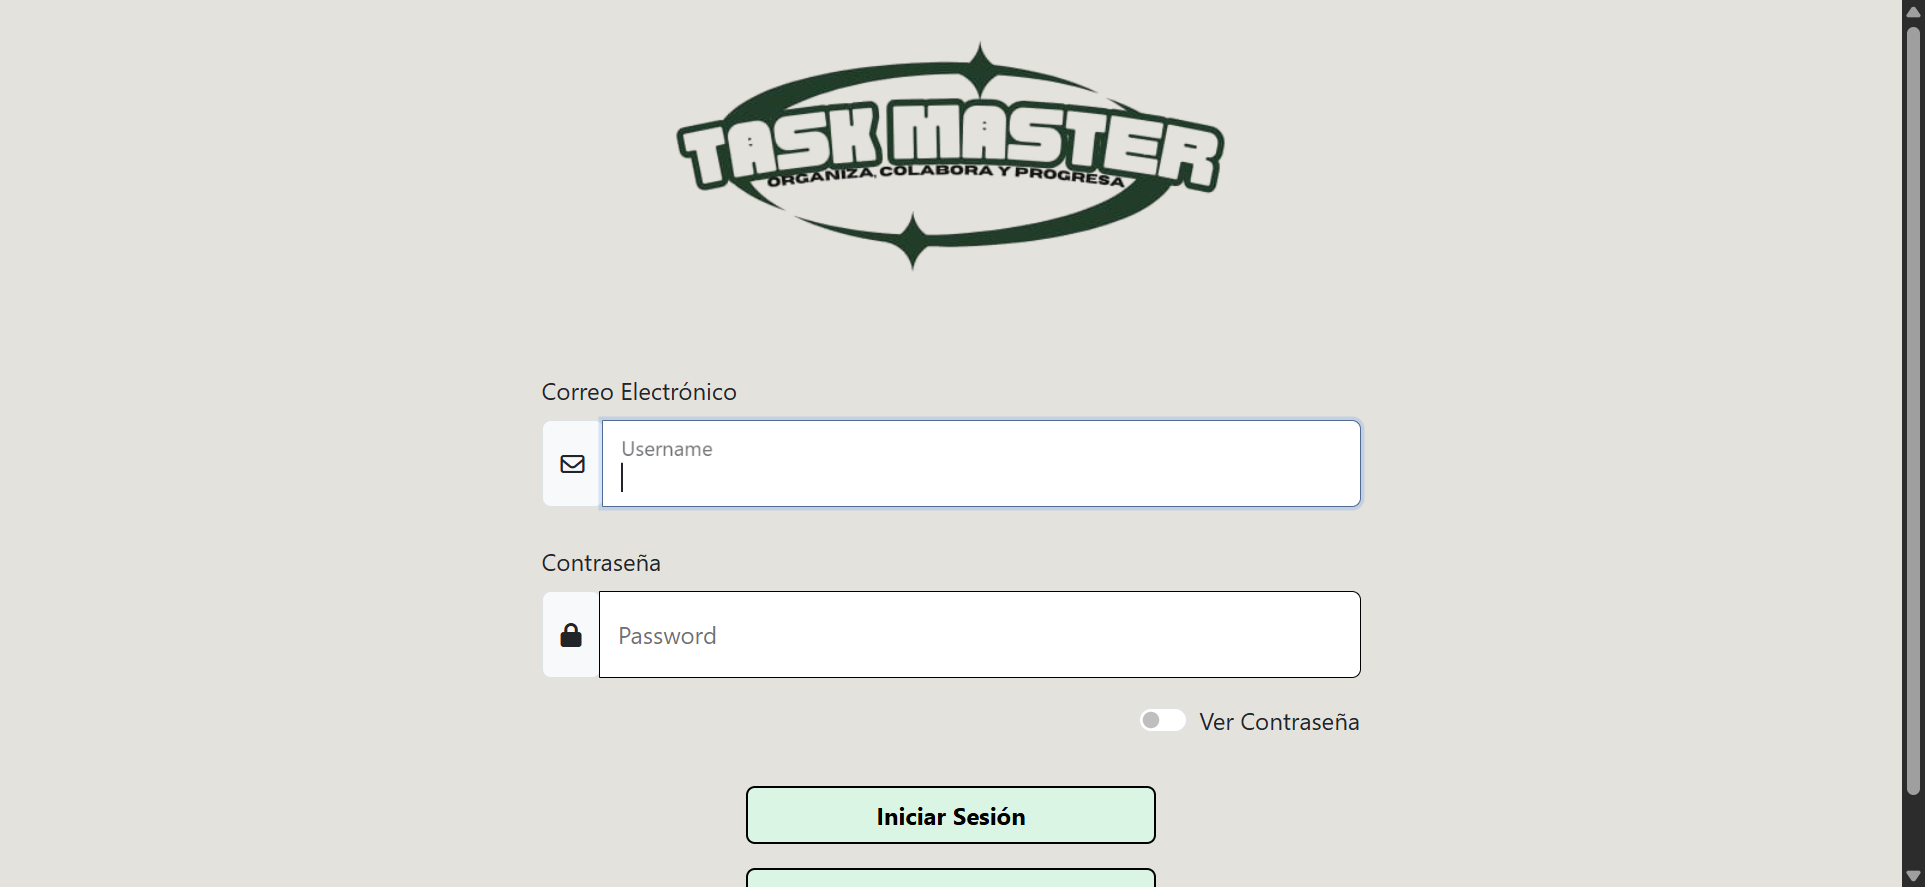 TASK MASTER
ORGANIZA, COLABORA Y PROGRESA
Correo Electrónico
Username
Contraseña
Password
Ver Contraseña
Iniciar Sesión